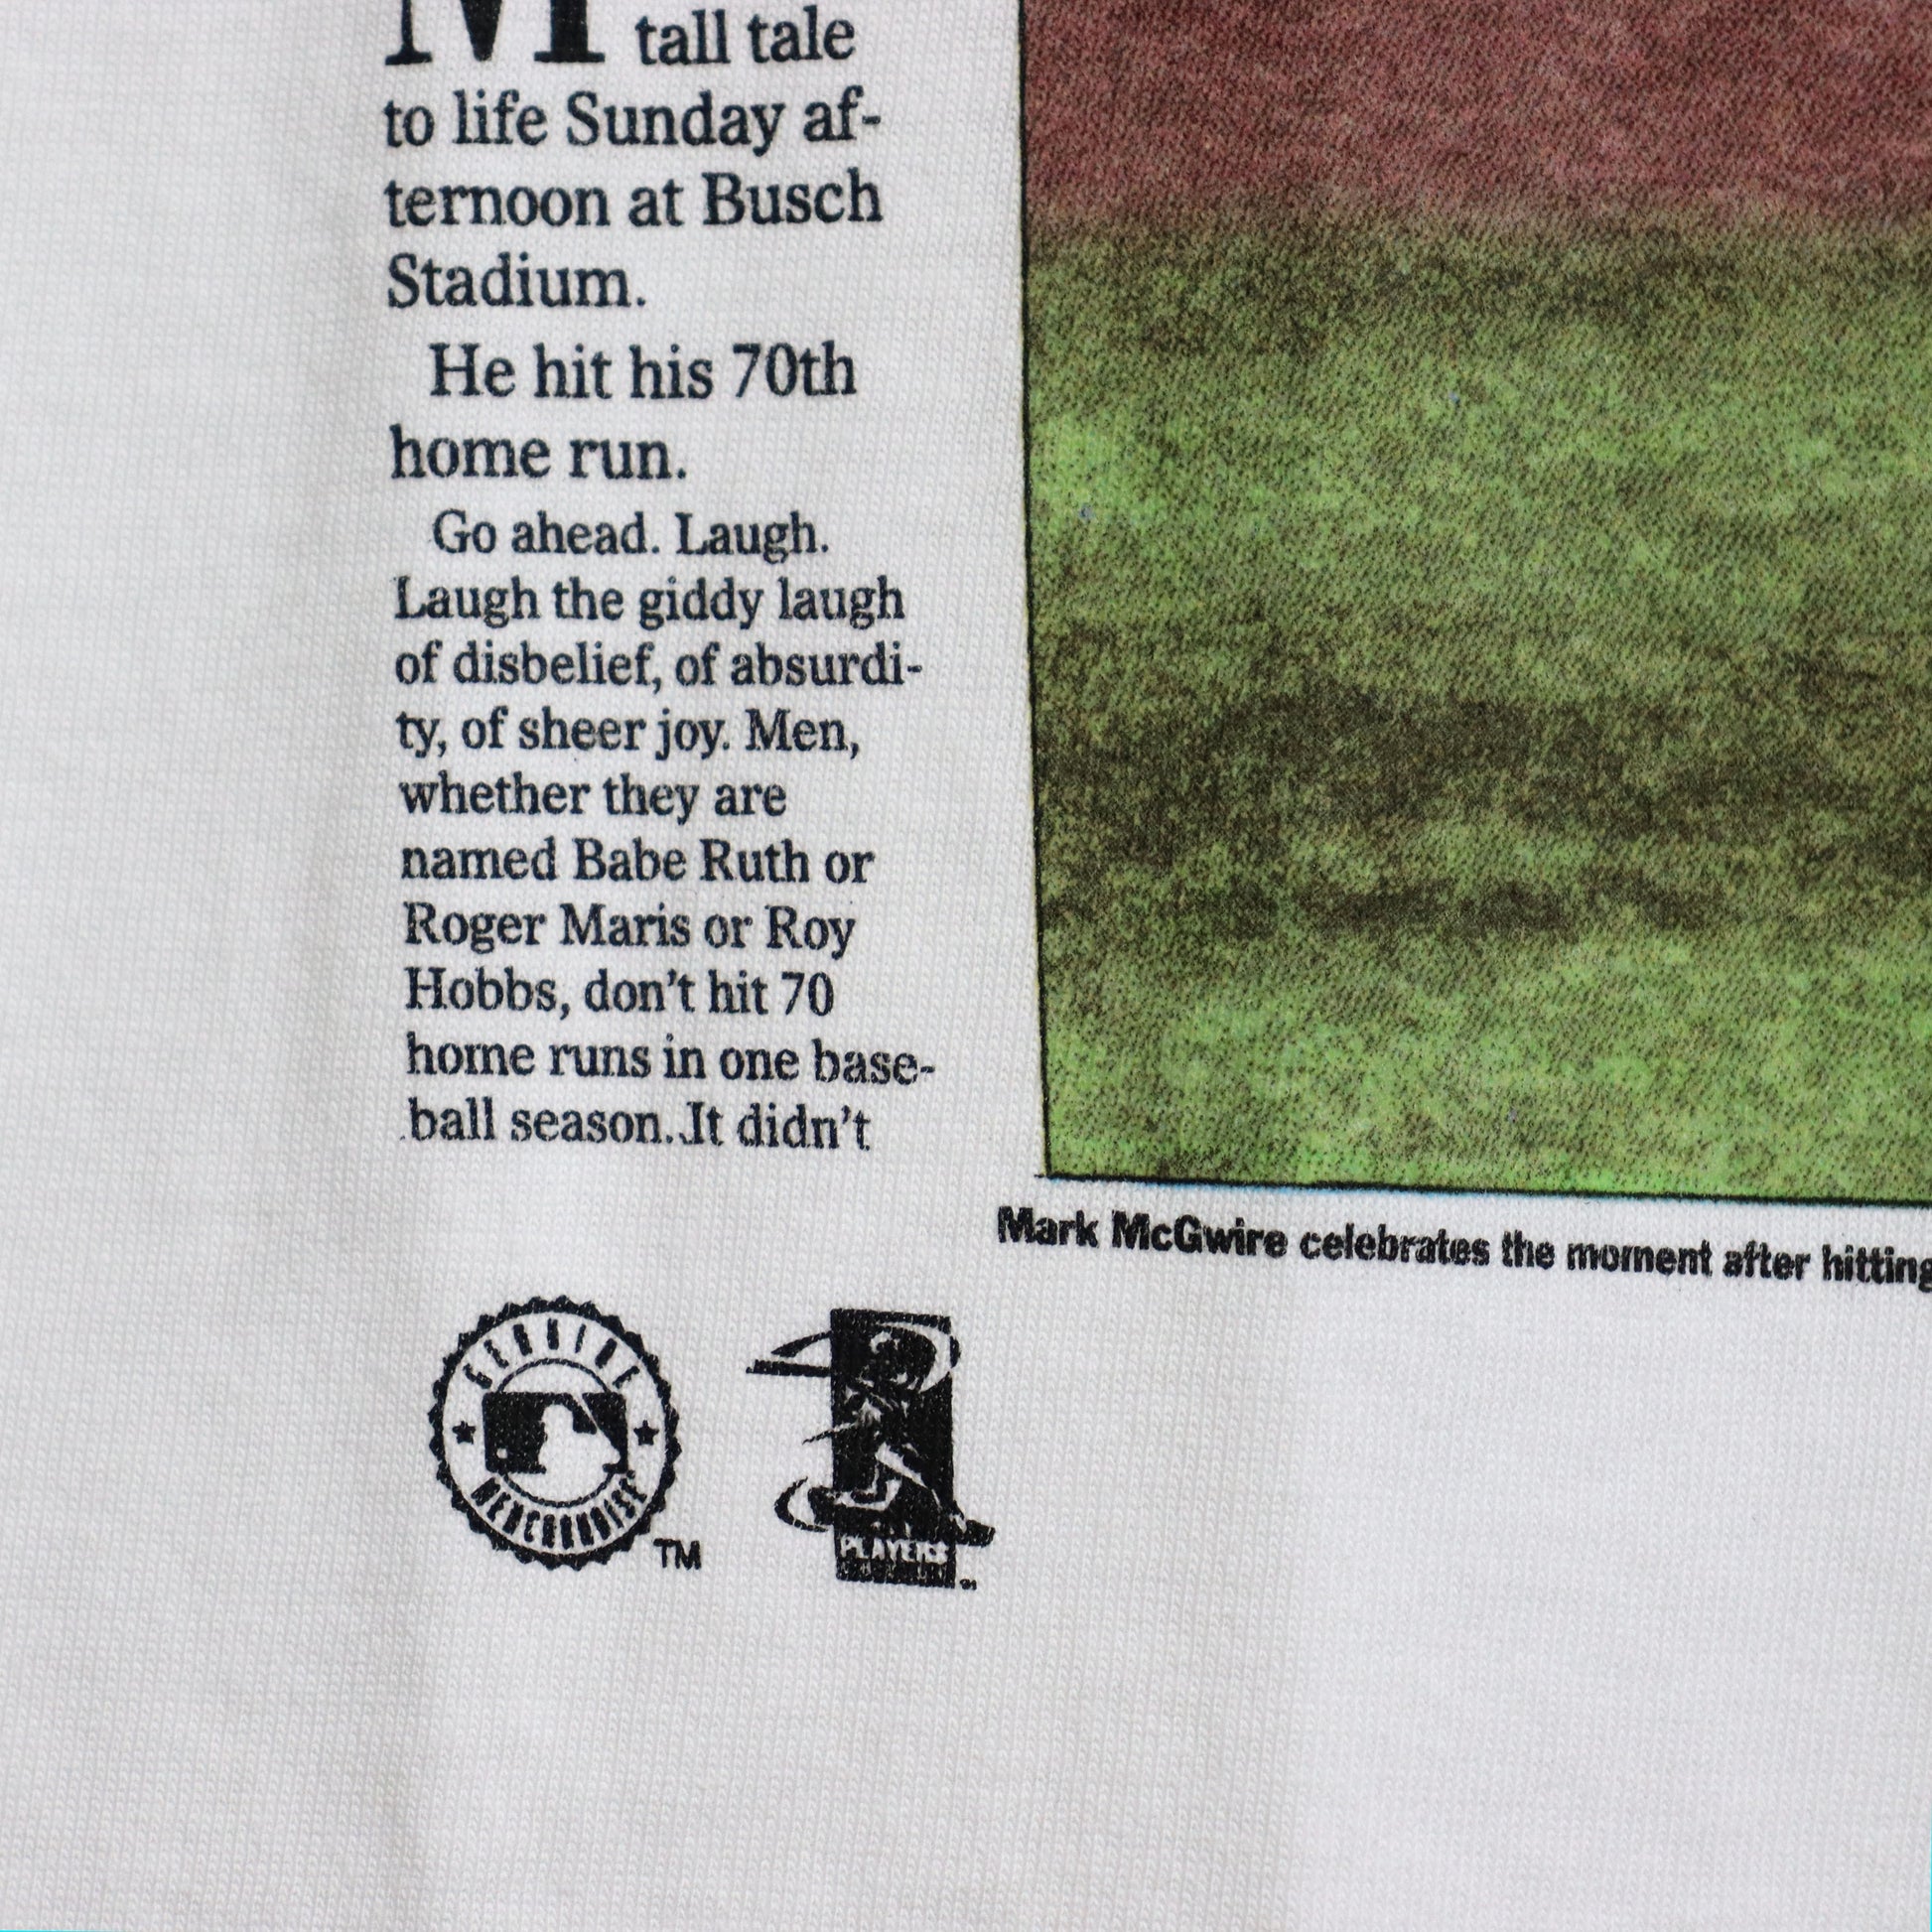 M tall tale
to life Sunday af-
ternoon at Busch
Stadium.
He hit his 70th
home run.
Go ahead. Laugh.
Laugh the giddy laugh
of disbelief, of absurdi-
ty, of sheer joy. Men,
whether they are
named Babe Ruth or
Roger Maris or Roy
Hobbs, don't hit 70
home runs in one base-
ball season. It didn't
Mark McGwire celebrates the moment after hitting
GENUINE
MERCHANDISE
TM
PLAYERS